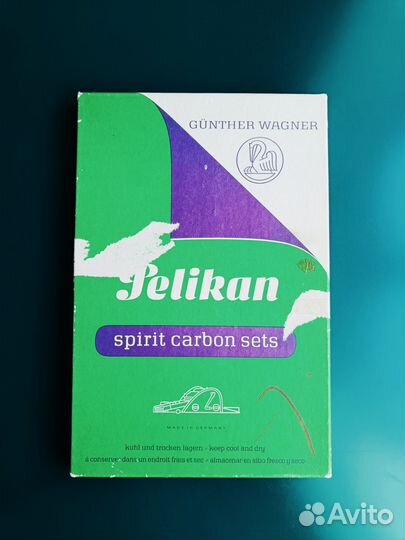 GÜNTHER WAGNER
Pelikan
spirit carbon sets
MADE IN GERMANY
kühl und trocken lagern - keep cool and dry
à conserver dans un endroit frais et sec - almacenar en sitio fresco y seco
Avito